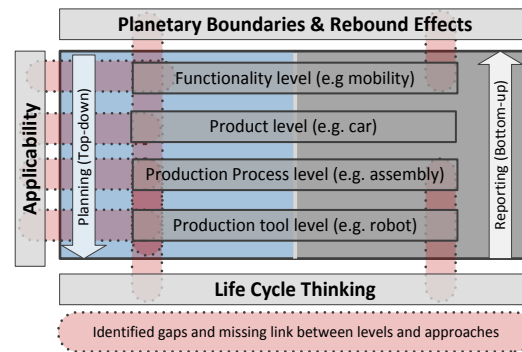 Planetary Boundaries & Rebound Effects
Applicability
Planning (Top-down)
Functionality level (e.g mobility)
Product level (e.g. car)
Production Process level (e.g. assembly)
Production tool level (e.g. robot)
Reporting (Bottom-up)
Life Cycle Thinking
Identified gaps and missing link between levels and approaches